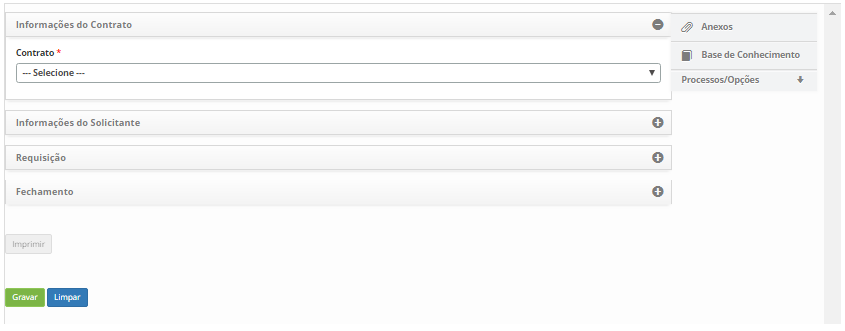 Informações do Contrato
Contrato *
--- Selecione ---
Informações do Solicitante
Requisição
Fechamento
Imprimir
Gravar Limpar
Anexos
Base de Conhecimento
Processos/Opções